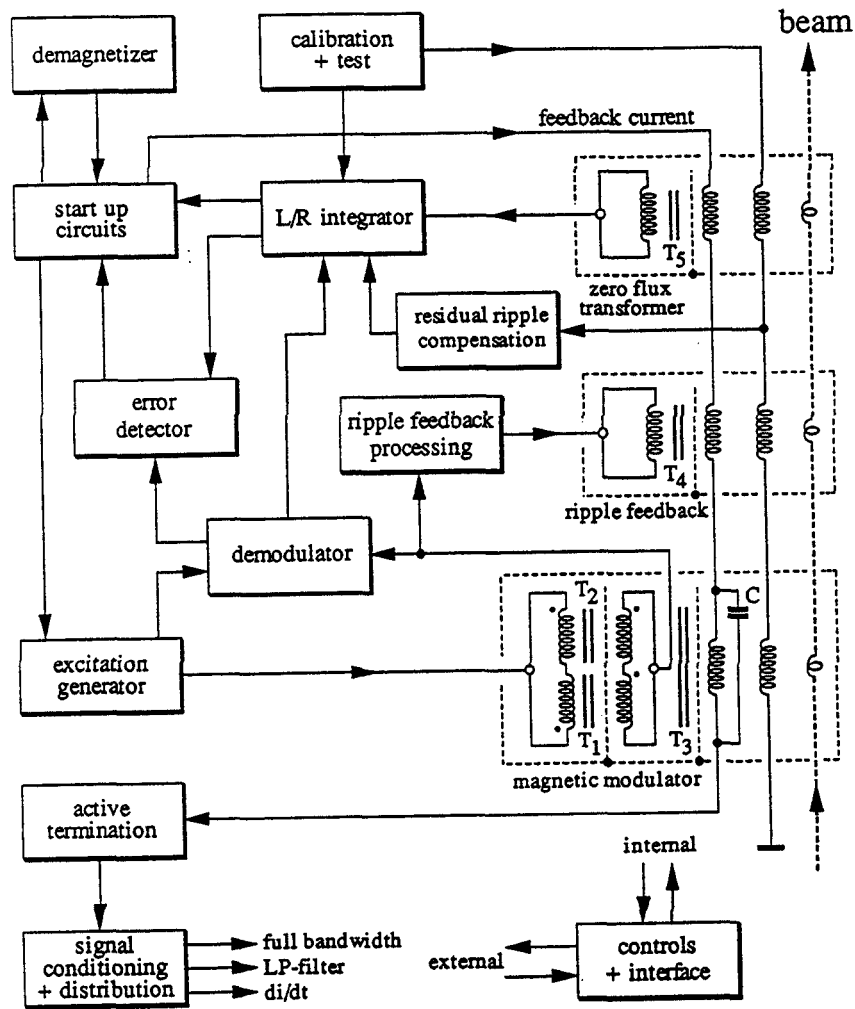 beam
demagnetizer
calibration
+ test
feedback current
start up
circuits
L/R integrator
T5
zero flux
transformer
residual ripple
compensation
error
detector
ripple feedback
processing
T4
ripple feedback
demodulator
T2
C
excitation
generator
T1
T3
magnetic modulator
active
termination
internal
signal
conditioning
+ distribution
full bandwidth
LP-filter
di/dt
external
controls
+ interface